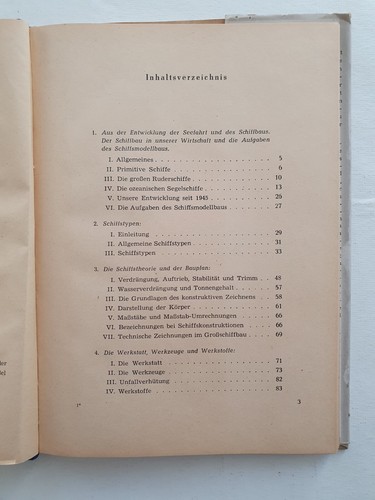 Inhaltsverzeichnis
1. Aus der Entwicklung der Seefahrt und des Schiffbaus.
Der Schiffbau in unserer Wirtschaft und die Aufgaben
des Schiffsmodellbaus.
I. Allgemeines . . . . . . . . . . . . . . 5
II. Primitive Schiffe . . . . . . . . . . . . 6
III. Die großen Ruderschiffe . . . . . . . . . 10
IV. Die ozeanischen Segelschiffe . . . . . . . 13
V. Unsere Entwicklung seit 1945 . . . . . . . 25
VI. Die Aufgaben des Schiffsmodellbaus . . . . . 27
2. Schiffstypen:
I. Einleitung . . . . . . . . . . . . . . 29
II. Allgemeine Schiffstypen . . . . . . . . . 31
III. Schiffstypen . . . . . . . . . . . . . 33
3. Die Schiffstheorie und der Bauplan:
I. Verdrängung, Auftrieb, Stabilität und Trimm . . 49
II. Wasserverdrängung und Tonnengehalt . . . . . 57
III. Die Grundlagen des konstruktiven Zeichnens . . 58
IV. Darstellung der Körper . . . . . . . . . 61
V. Maßstäbe und Maßstab-Umrechnungen . . . . . 66
VI. Bezeichnungen bei Schiffskonstruktionen . . . . 66
VII. Technische Zeichnungen im Großschiffbau . . . 69
4. Die Werkstatt, Werkzeuge und Werkstoffe:
I. Die Werkstatt . . . . . . . . . . . . . 71
II. Die Werkzeuge . . . . . . . . . . . . 73
III. Unfallverhütung . . . . . . . . . . . . 82
IV. Werkstoffe . . . . . . . . . . . . . . 83
1*
3
der